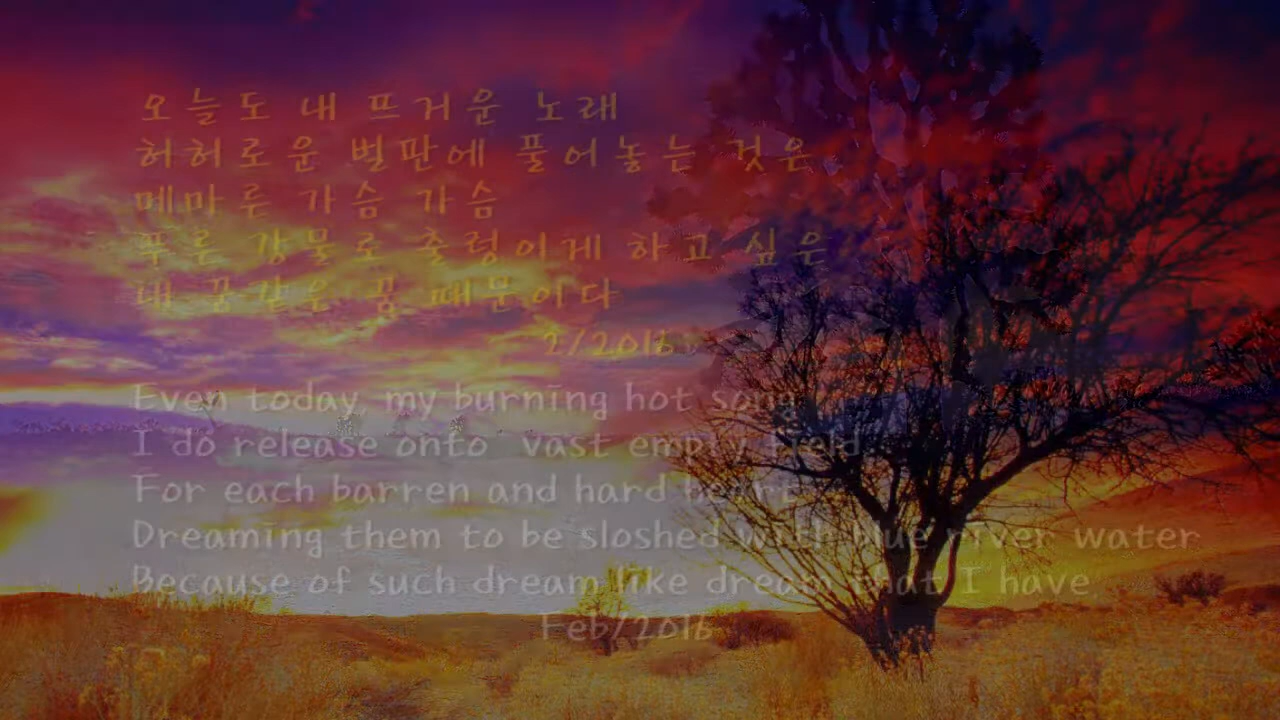 오늘도 내 뜨거운 노래
허허로운 벌판에 풀어놓는 것은
메마른 가슴 가슴
푸른 강물로 출렁이게 하고 싶은
내 꿈같은 꿈 때문이다
2/2016
Even today, my burning hot song
I do release onto vast empty field
For each barren and hard heart
Dreaming them to be sloshed with blue river water
Because of such dream like dream that I have
Feb/2016